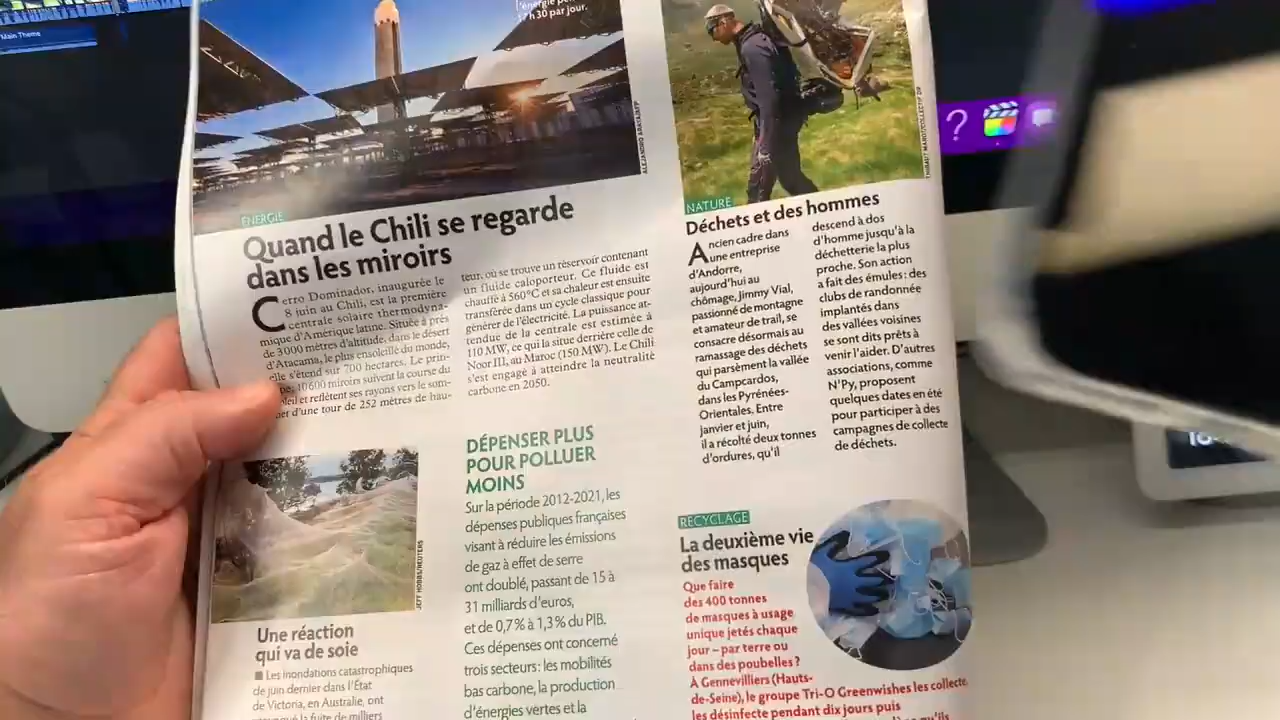 Main Theme
l'énergie
17 h 30 par jour.
ALEJANDRO
ÉNERGIE
Quand le Chili se regarde
dans les miroirs
Cerro Dominador, inaugurée le
8 juin au Chili, est la première
centrale solaire thermodyna-
mique d'Amérique latine. Située à près
de 3 000 mètres d'altitude, dans le désert
d'Atacama, le plus ensoleillé du monde,
elle s'étend sur 700 hectares. Le prin-
10 600 miroirs suivent la course du
et reflètent ses rayons vers le som-
d'une tour de 252 mètres de hau-
teur, où se trouve un réservoir contenant
un fluide caloporteur. Ce fluide est
chauffé à 560°C et sa chaleur est ensuite
transférée dans un cycle classique pour
générer de l'électricité. La puissance at-
tendue de la centrale est estimée à
110 MW, ce qui la situe derrière celle de
Noor III, au Maroc (150 MW). Le Chili
s'est engagé à atteindre la neutralité
carbone en 2050.
JEFF HOBBS/REUTERS
Une réaction
qui va de soie
■ Les inondations catastrophiques
de juin dernier dans l'État
de Victoria, en Australie, ont
la fuite de milliers
DÉPENSER PLUS
POUR POLLUER
MOINS
Sur la période 2012-2021, les
dépenses publiques françaises
visant à réduire les émissions
de gaz à effet de serre
ont doublé, passant de 15 à
31 milliards d'euros,
et de 0,7 % à 1,3 % du PIB.
Ces dépenses ont concerné
trois secteurs : les mobilités
bas carbone, la production
d'énergies vertes et la
THIBAUT
NATURE
Déchets et des hommes
Ancien cadre dans
une entreprise
d'Andorre,
aujourd'hui au
chômage, Jimmy Vial,
passionné de montagne
et amateur de trail, se
consacre désormais au
ramassage des déchets
qui parsèment la vallée
du Campcardos,
dans les Pyrénées-
Orientales. Entre
janvier et juin,
il a récolté deux tonnes
d'ordures, qu'il
descend à dos
d'homme jusqu'à la
déchetterie la plus
proche. Son action
a fait des émules : des
clubs de randonnée
implantés dans
des vallées voisines
se sont dits prêts à
venir l'aider. D'autres
associations, comme
N'Py, proposent
quelques dates en été
pour participer à des
campagnes de collecte
de déchets.
RECYCLAGE
La deuxième vie
des masques
Que faire
des 400 tonnes
de masques à usage
unique jetés chaque
jour – par terre ou
dans des poubelles ?
À Gennevilliers (Hauts-
de-Seine), le groupe Tri-O Greenwishes les collecte,
les désinfecte pendant dix jours puis
?